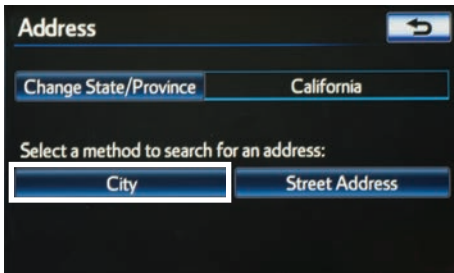 Address
Change State/Province California
Select a method to search for an address:
City Street Address